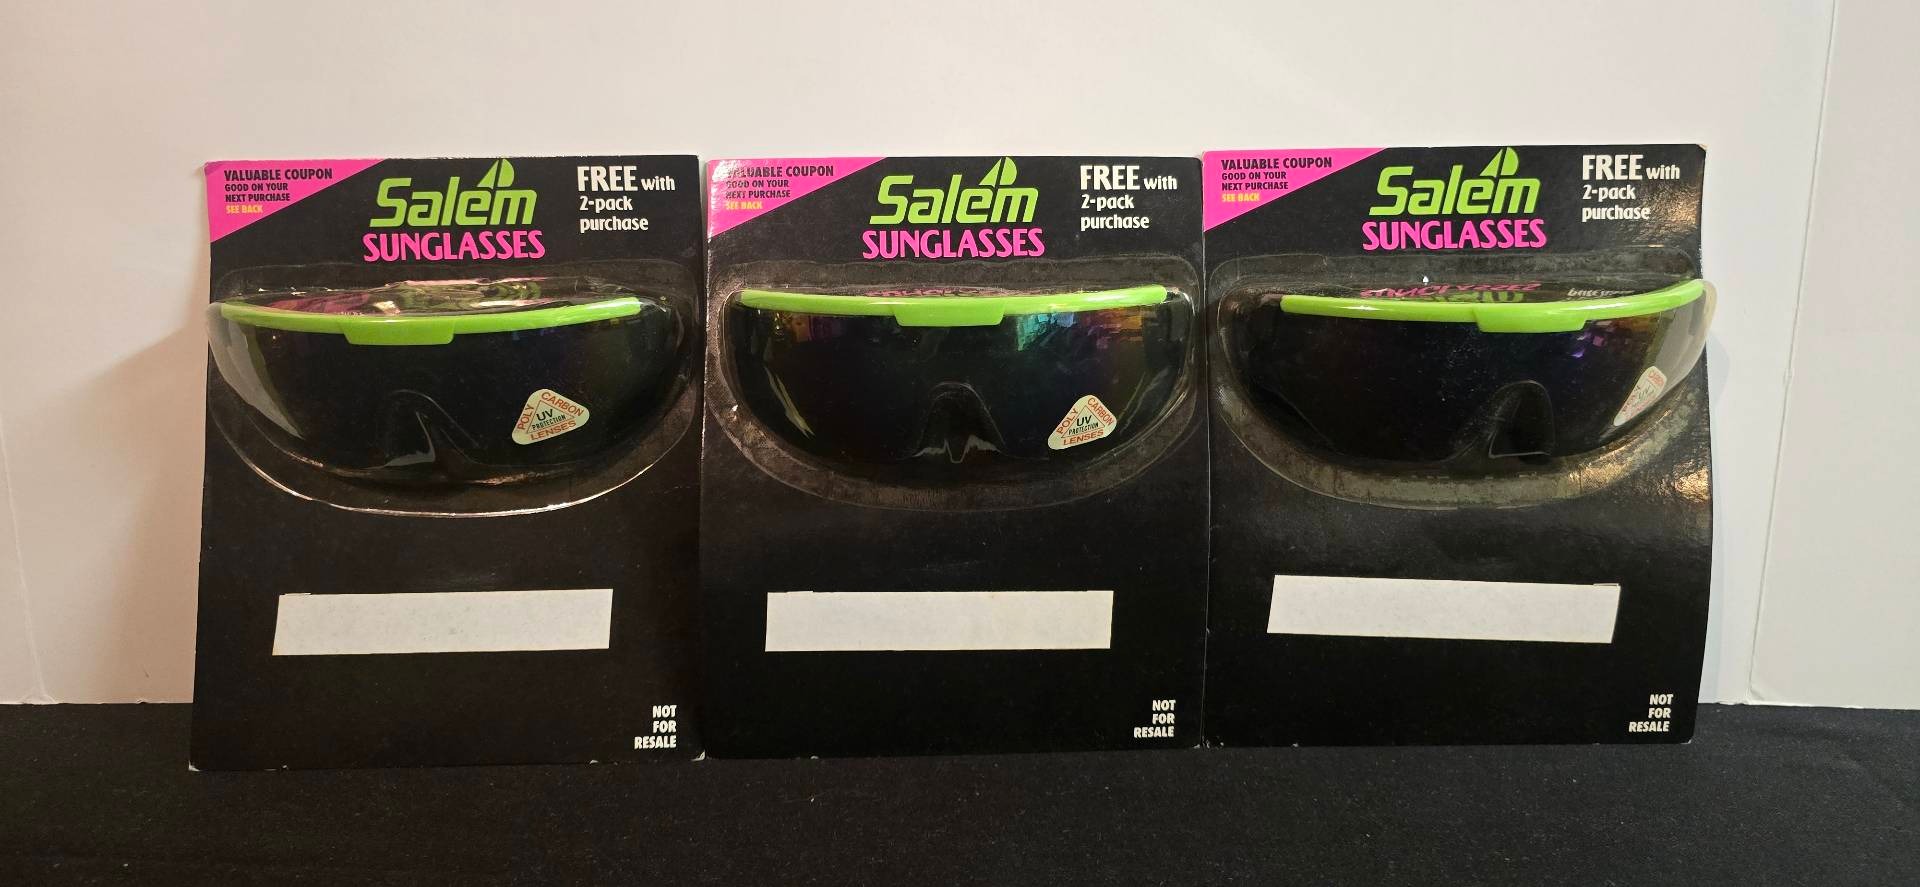 VALUABLE COUPON
GOOD ON YOUR
NEXT PURCHASE
SEE BACK
Salem
SUNGLASSES
FREE with
2-pack
purchase
POLY CARBON
UV
PROTECTION
LENSES
NOT
FOR
RESALE
VALUABLE COUPON
GOOD ON YOUR
NEXT PURCHASE
SEE BACK
Salem
SUNGLASSES
FREE with
2-pack
purchase
POLY CARBON
UV
PROTECTION
LENSES
NOT
FOR
RESALE
VALUABLE COUPON
GOOD ON YOUR
NEXT PURCHASE
SEE BACK
Salem
SUNGLASSES
FREE with
2-pack
purchase
UV
NOT
FOR
RESALE